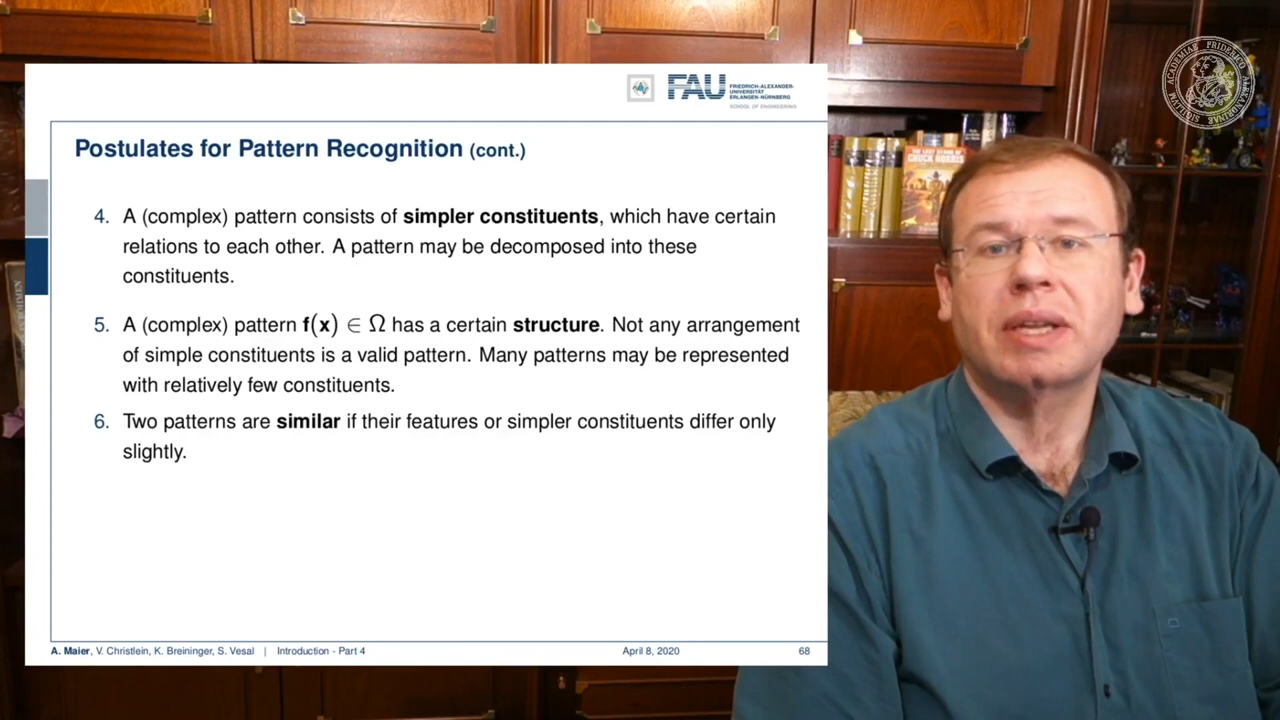 FAU
FRIEDRICH-ALEXANDER-
UNIVERSITÄT
ERLANGEN-NÜRNBERG
SCHOOL OF ENGINEERING
Postulates for Pattern Recognition (cont.)
4. A (complex) pattern consists of simpler constituents, which have certain
relations to each other. A pattern may be decomposed into these
constituents.
5. A (complex) pattern f(x) ∈ Ω has a certain structure. Not any arrangement
of simple constituents is a valid pattern. Many patterns may be represented
with relatively few constituents.
6. Two patterns are similar if their features or simpler constituents differ only
slightly.
A. Maier, V. Christlein, K. Breininger, S. Vesal | Introduction - Part 4 April 8, 2020 68
CHUCK NORRIS